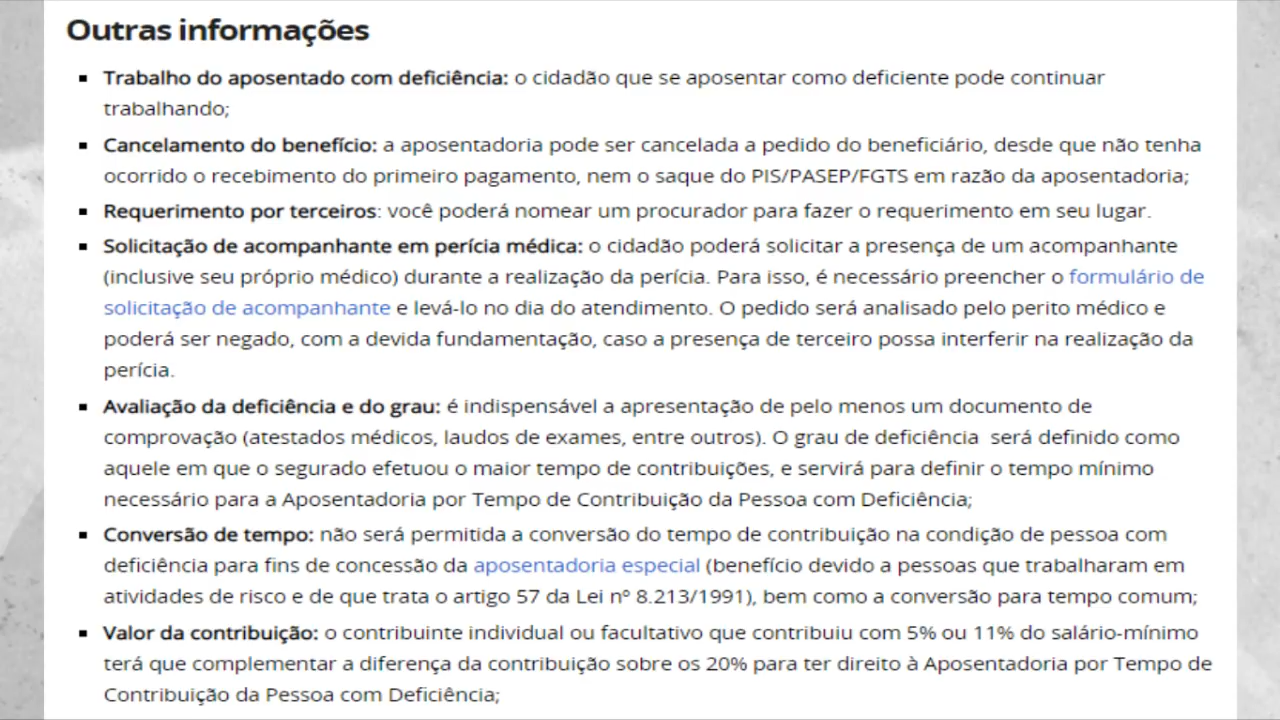 Outras informações
▪ Trabalho do aposentado com deficiência: o cidadão que se aposentar como deficiente pode continuar
trabalhando;
▪ Cancelamento do benefício: a aposentadoria pode ser cancelada a pedido do beneficiário, desde que não tenha
ocorrido o recebimento do primeiro pagamento, nem o saque do PIS/PASEP/FGTS em razão da aposentadoria;
▪ Requerimento por terceiros: você poderá nomear um procurador para fazer o requerimento em seu lugar.
▪ Solicitação de acompanhante em perícia médica: o cidadão poderá solicitar a presença de um acompanhante
(inclusive seu próprio médico) durante a realização da perícia. Para isso, é necessário preencher o formulário de
solicitação de acompanhante e levá-lo no dia do atendimento. O pedido será analisado pelo perito médico e
poderá ser negado, com a devida fundamentação, caso a presença de terceiro possa interferir na realização da
perícia.
▪ Avaliação da deficiência e do grau: é indispensável a apresentação de pelo menos um documento de
comprovação (atestados médicos, laudos de exames, entre outros). O grau de deficiência será definido como
aquele em que o segurado efetuou o maior tempo de contribuições, e servirá para definir o tempo mínimo
necessário para a Aposentadoria por Tempo de Contribuição da Pessoa com Deficiência;
▪ Conversão de tempo: não será permitida a conversão do tempo de contribuição na condição de pessoa com
deficiência para fins de concessão da aposentadoria especial (benefício devido a pessoas que trabalharam em
atividades de risco e de que trata o artigo 57 da Lei nº 8.213/1991), bem como a conversão para tempo comum;
▪ Valor da contribuição: o contribuinte individual ou facultativo que contribuiu com 5% ou 11% do salário-mínimo
terá que complementar a diferença da contribuição sobre os 20% para ter direito à Aposentadoria por Tempo de
Contribuição da Pessoa com Deficiência;